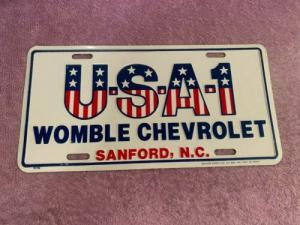 U·S·A·1
WOMBLE CHEVROLET
SANFORD, N.C.